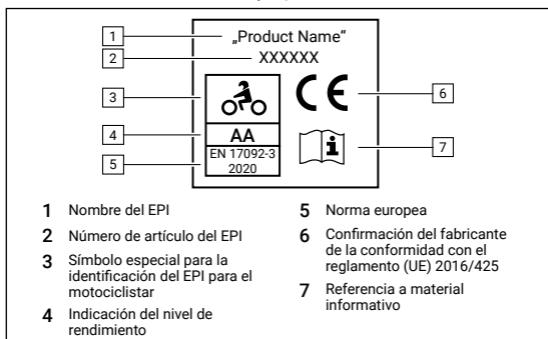 1
„Product Name“
2
XXXXXX
3
CE
6
4
AA
5
EN 17092-3
2020
i
7
1 Nombre del EPI
2 Número de artículo del EPI
3 Símbolo especial para la
identificación del EPI para el
motociclistar
4 Indicación del nivel de
rendimiento
5 Norma europea
6 Confirmación del fabricante
de la conformidad con el
reglamento (UE) 2016/425
7 Referencia a material
informativo